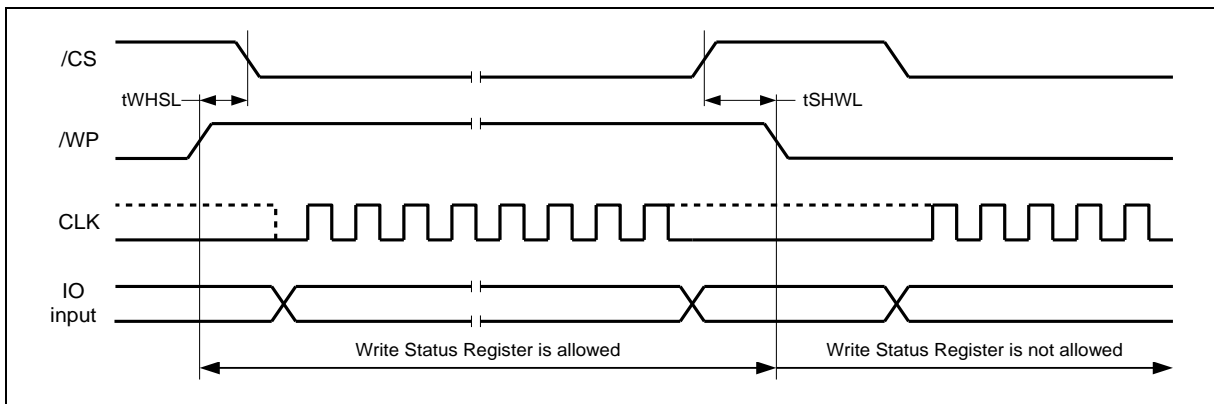 /CS
tWHSL
tSHWL
/WP
CLK
IO
input
Write Status Register is allowed
Write Status Register is not allowed